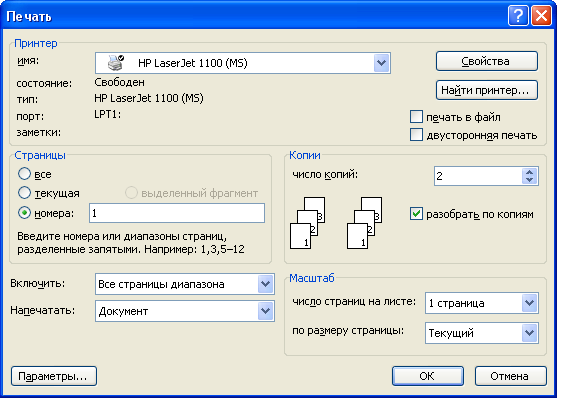 Печать
Принтер
имя: HP LaserJet 1100 (MS) Свойства
состояние: Свободен Найти принтер...
тип: HP LaserJet 1100 (MS)
порт: LPT1: печать в файл
заметки: двусторонняя печать
Страницы
все
текущая выделенный фрагмент
номера: 1
Введите номера или диапазоны страниц,
разделенные запятыми. Например: 1,3,5–12
Копии
число копий: 2
1 2 3 1 2 3 разобрать по копиям
Включить: Все страницы диапазона
Напечатать: Документ
Масштаб
число страниц на листе: 1 страница
по размеру страницы: Текущий
Параметры... ОК Отмена